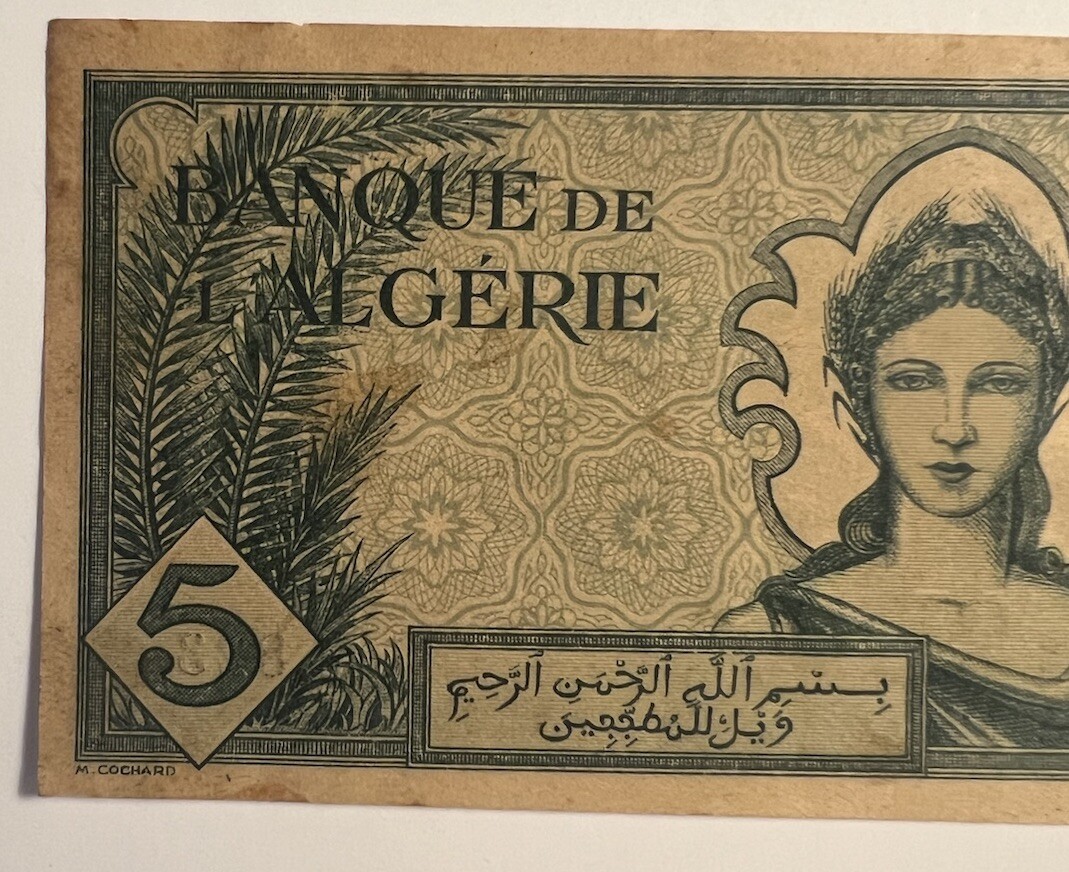 BANQUE DE
L'ALGÉRIE
5
بِسْمِ ٱللَّهِ ٱلرَّحْمَنِ ٱلرَّحِيمِ
وَيْلٌ لِلْمُطَفِّفِينَ
M. COCHARD